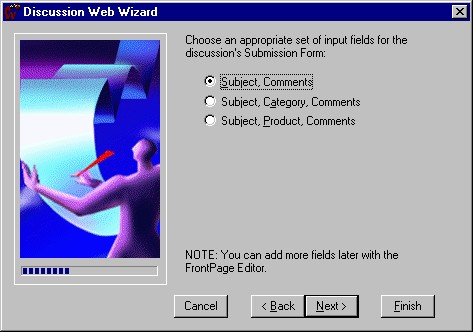 Discussion Web Wizard
Choose an appropriate set of input fields for the
discussion's Submission Form:
Subject, Comments
Subject, Category, Comments
Subject, Product, Comments
NOTE: You can add more fields later with the
FrontPage Editor.
Cancel
< Back
Next >
Finish